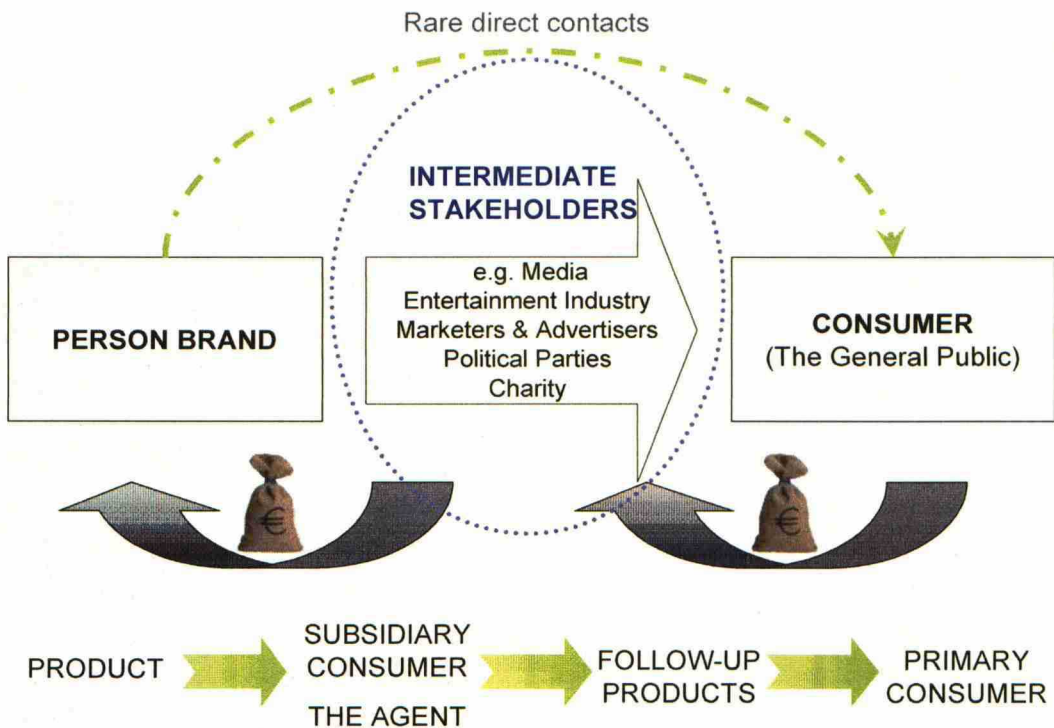 Rare direct contacts
INTERMEDIATE
STAKEHOLDERS
PERSON BRAND
e.g. Media
Entertainment Industry
Marketers & Advertisers
Political Parties
Charity
CONSUMER
(The General Public)
€
€
PRODUCT
SUBSIDIARY
CONSUMER
THE AGENT
FOLLOW-UP
PRODUCTS
PRIMARY
CONSUMER